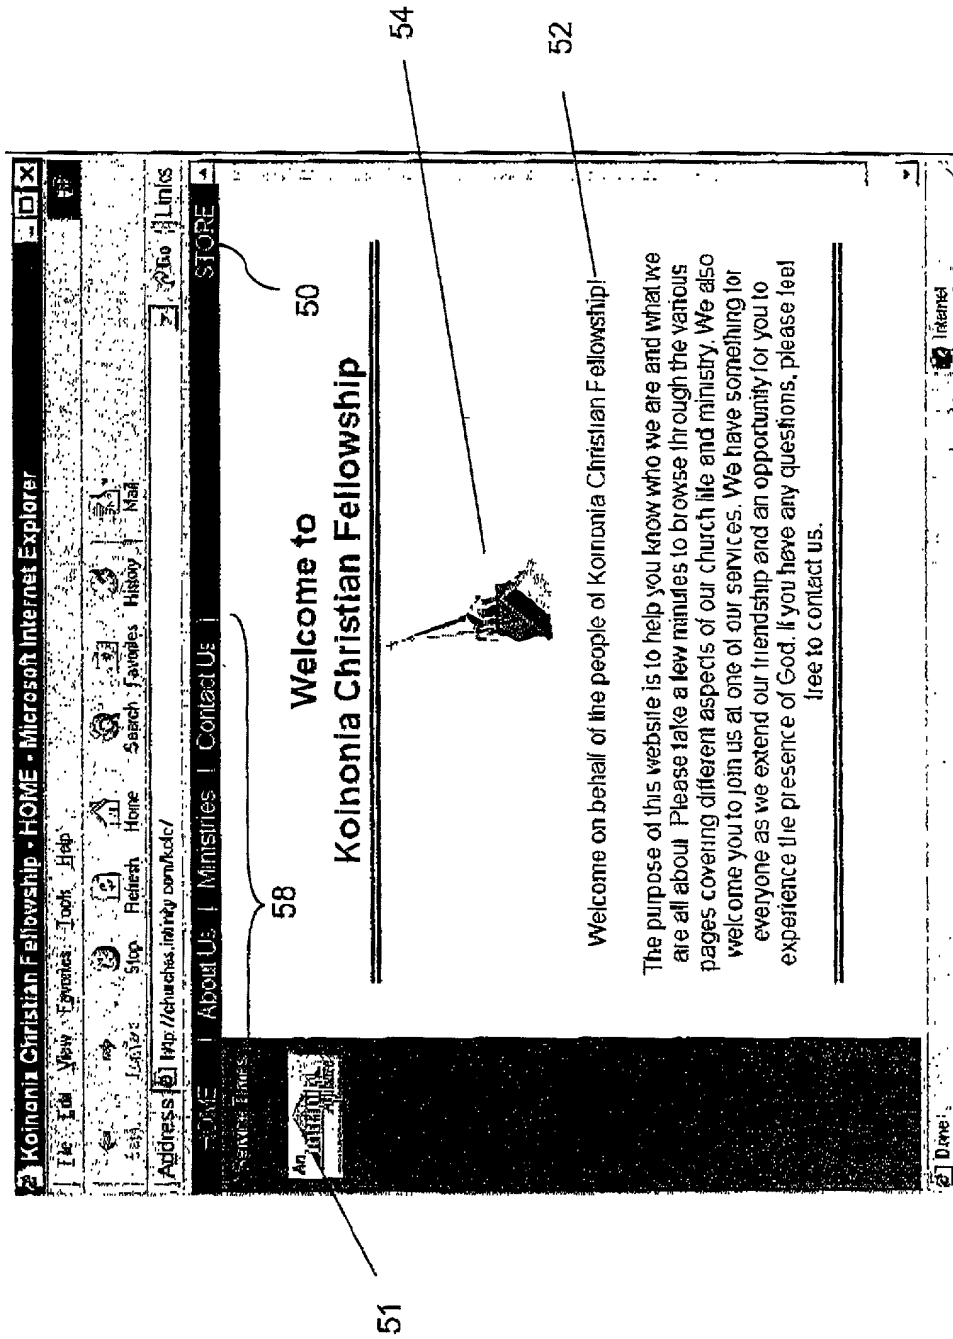 Koinonia Christian Fellowship - HOME - Microsoft Internet Explorer
File Edit View Favorites Tools Help
Stop Refresh Home Search Favorites History Mail
Address Go Links
HOME | About Us | Ministries | Contact Us | STORE
58
50
54
52
51
Service Times
An
Welcome to
Koinonia Christian Fellowship
Welcome on behalf of the people of Koinonia Christian Fellowship!
The purpose of this website is to help you know who we are and what we
are all about. Please take a few minutes to browse through the various
pages covering different aspects of our church life and ministry. We also
welcome you to join us at one of our services. We have something for
everyone as we extend our friendship and an opportunity for you to
experience the presence of God. If you have any questions, please feel
free to contact us.
Done
Internet